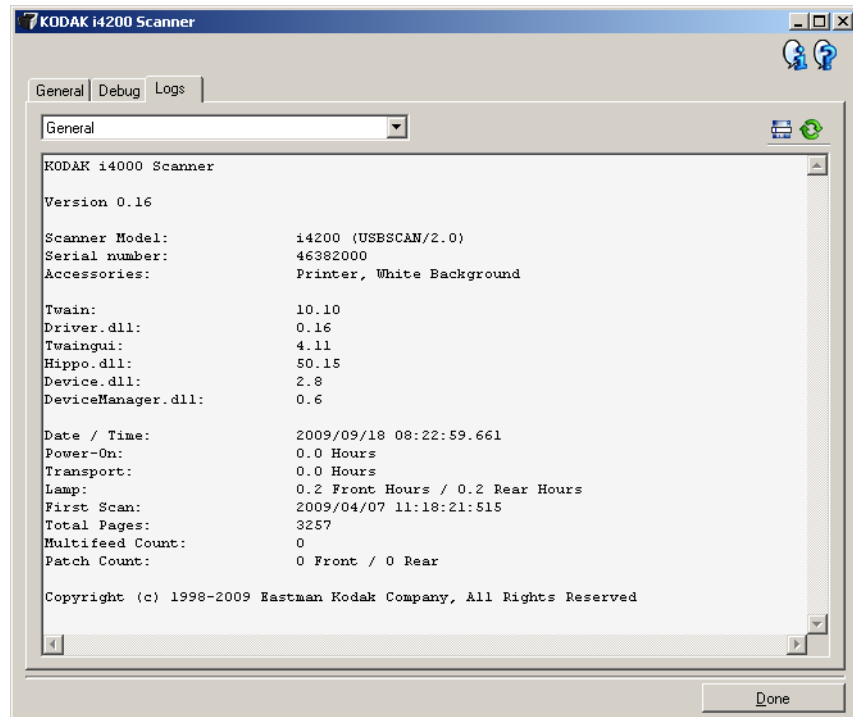 KODAK i4200 Scanner
General Debug Logs
General
KODAK i4000 Scanner
Version 0.16
Scanner Model: i4200 (USBSCAN/2.0)
Serial number: 46382000
Accessories: Printer, White Background
Twain: 10.10
Driver.dll: 0.16
Twaingui: 4.11
Hippo.dll: 50.15
Device.dll: 2.8
DeviceManager.dll: 0.6
Date / Time: 2009/09/18 08:22:59.661
Power-On: 0.0 Hours
Transport: 0.0 Hours
Lamp: 0.2 Front Hours / 0.2 Rear Hours
First Scan: 2009/04/07 11:18:21:515
Total Pages: 3257
Multifeed Count: 0
Patch Count: 0 Front / 0 Rear
Copyright (c) 1998-2009 Eastman Kodak Company, All Rights Reserved
Done